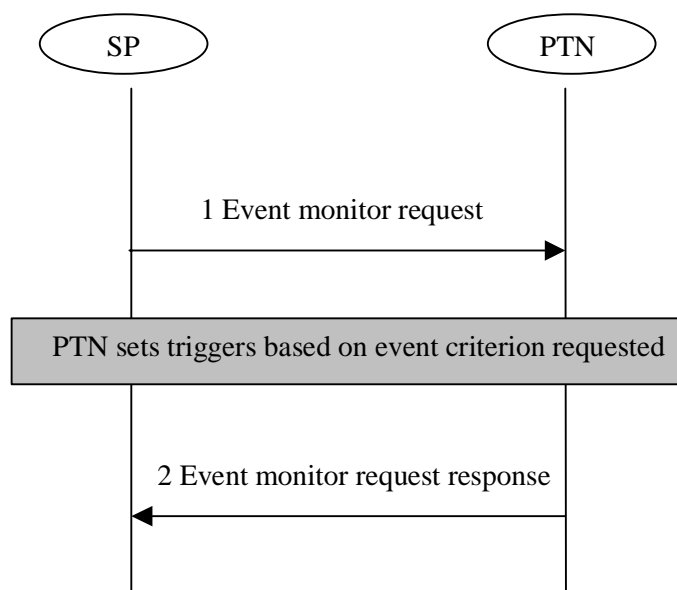 SP
PTN
1 Event monitor request
PTN sets triggers based on event criterion requested
2 Event monitor request response